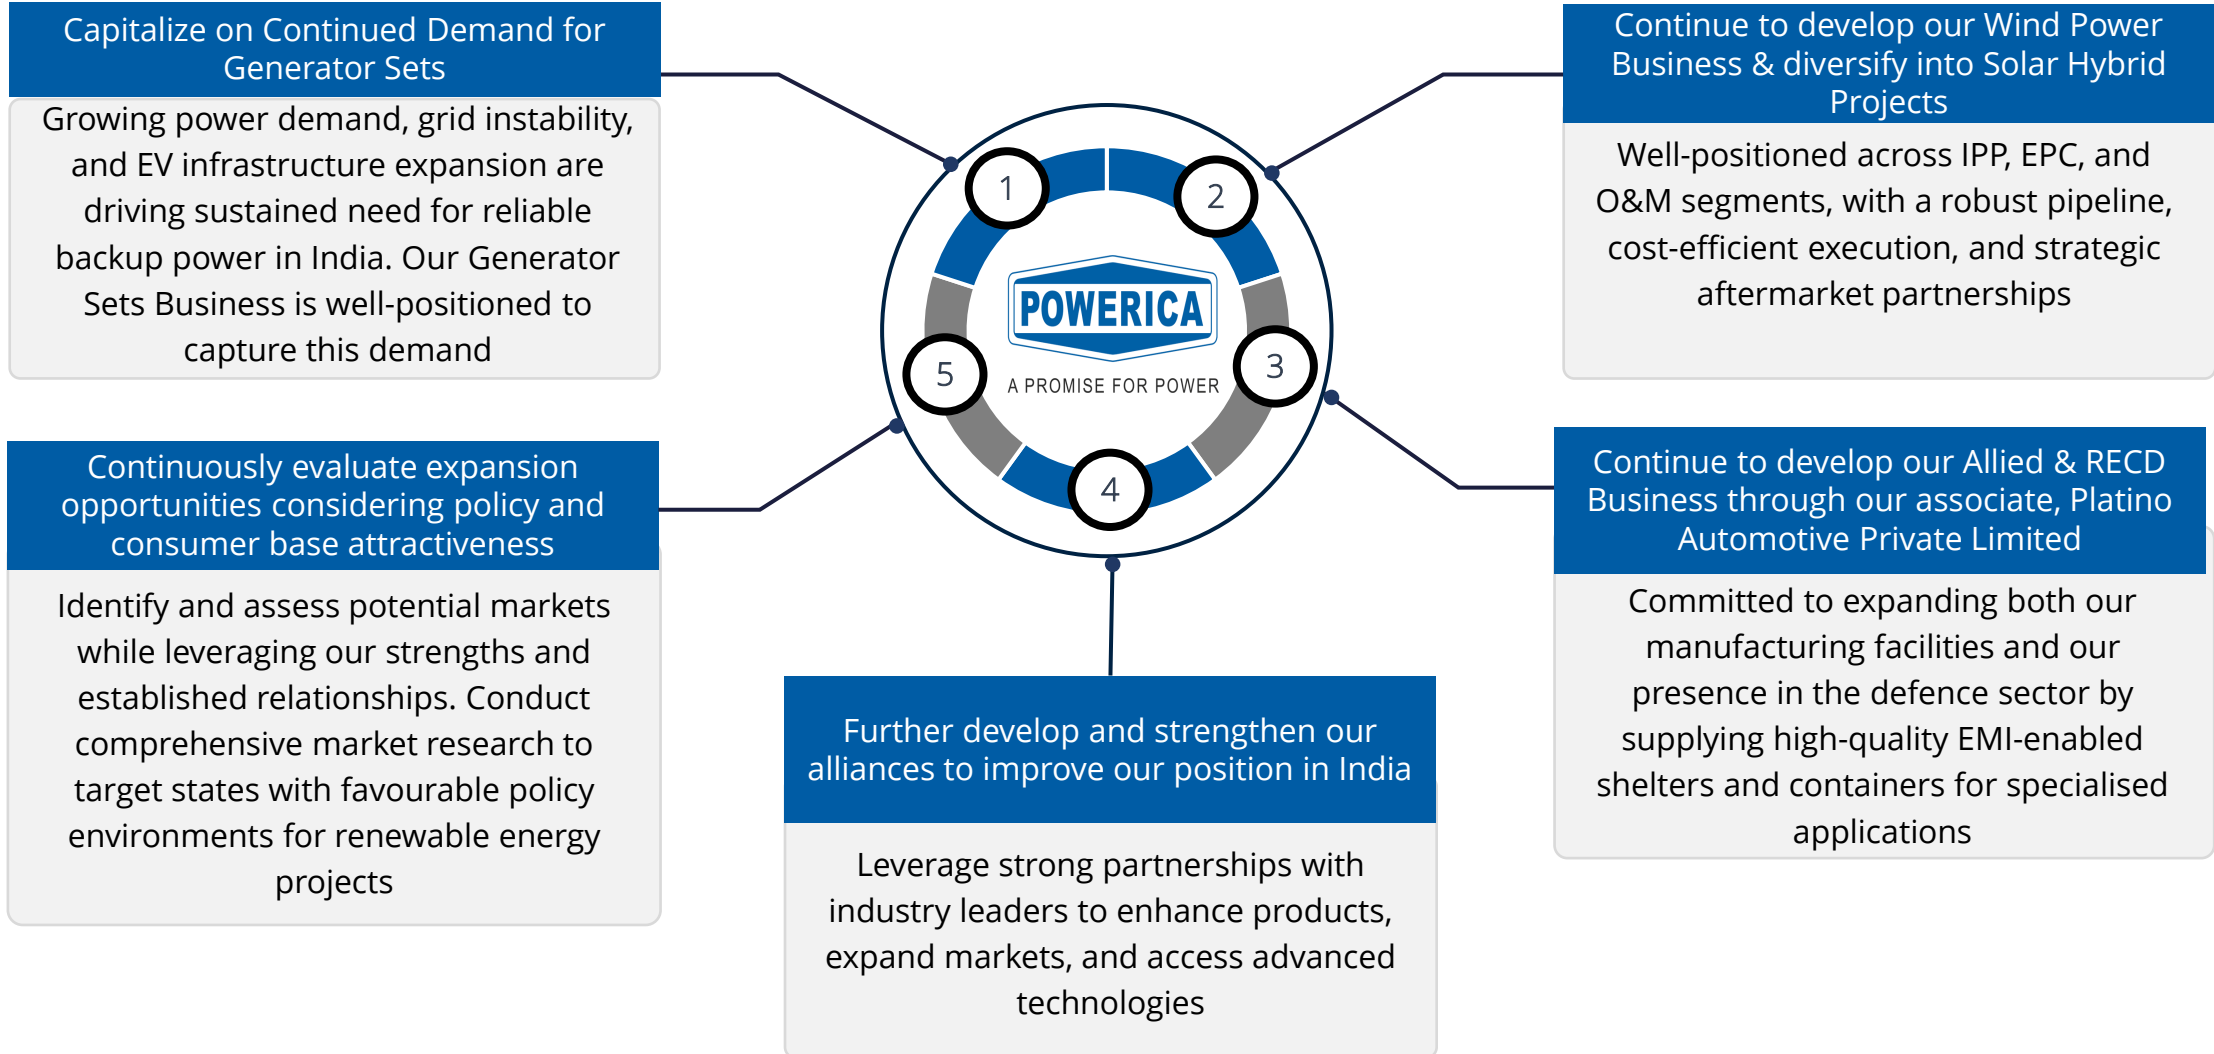 Capitalize on Continued Demand for
Generator Sets
Growing power demand, grid instability,
and EV infrastructure expansion are
driving sustained need for reliable
backup power in India. Our Generator
Sets Business is well-positioned to
capture this demand
Continue to develop our Wind Power
Business & diversify into Solar Hybrid
Projects
Well-positioned across IPP, EPC, and
O&M segments, with a robust pipeline,
cost-efficient execution, and strategic
aftermarket partnerships
1
2
3
4
5
POWERICA
A PROMISE FOR POWER
Continuously evaluate expansion
opportunities considering policy and
consumer base attractiveness
Identify and assess potential markets
while leveraging our strengths and
established relationships. Conduct
comprehensive market research to
target states with favourable policy
environments for renewable energy
projects
Continue to develop our Allied & RECD
Business through our associate, Platino
Automotive Private Limited
Committed to expanding both our
manufacturing facilities and our
presence in the defence sector by
supplying high-quality EMI-enabled
shelters and containers for specialised
applications
Further develop and strengthen our
alliances to improve our position in India
Leverage strong partnerships with
industry leaders to enhance products,
expand markets, and access advanced
technologies